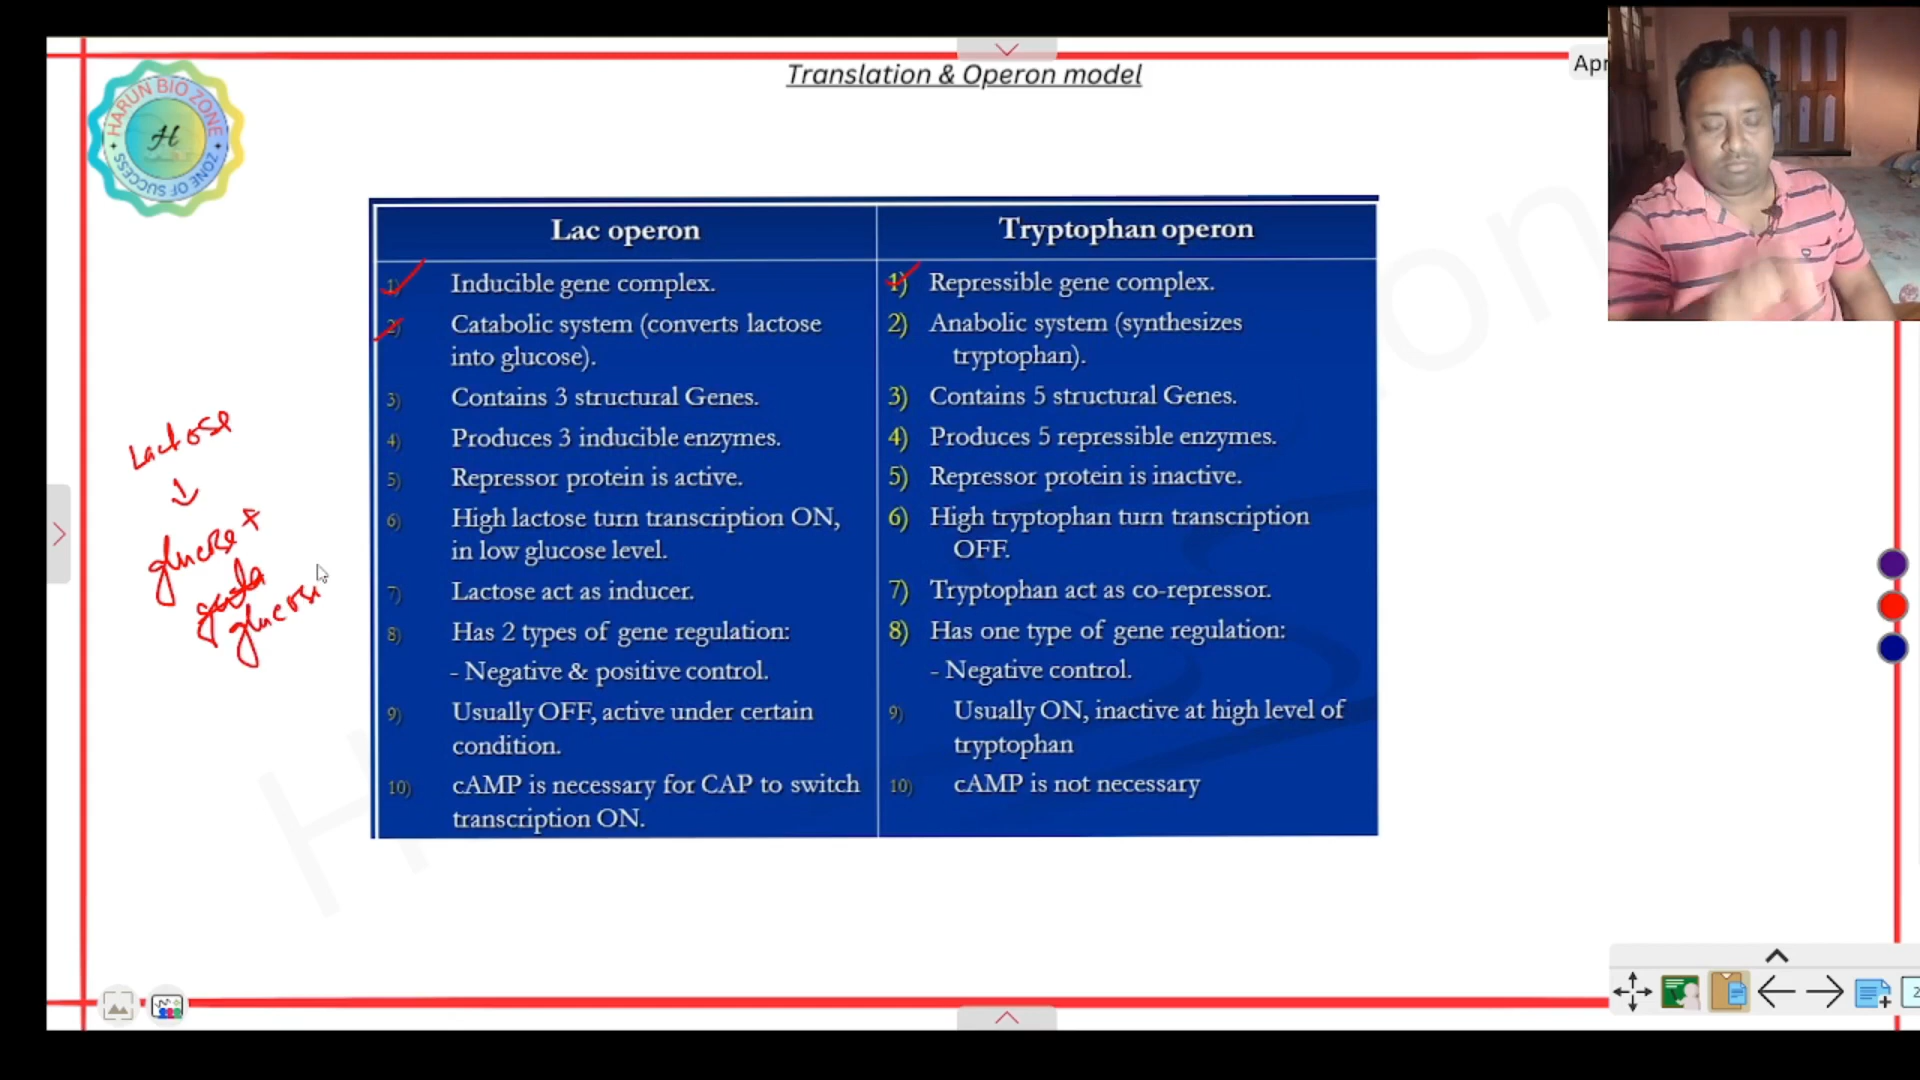 Translation & Operon model
Apr
HARUN BIO ZONE
ZONE OF SUCCESS
H
Lac operon
1) Inducible gene complex.
2) Catabolic system (converts lactose
into glucose).
3) Contains 3 structural Genes.
4) Produces 3 inducible enzymes.
5) Repressor protein is active.
6) High lactose turn transcription ON,
in low glucose level.
7) Lactose act as inducer.
8) Has 2 types of gene regulation:
- Negative & positive control.
9) Usually OFF, active under certain
condition.
10) cAMP is necessary for CAP to switch
transcription ON.
Tryptophan operon
1) Repressible gene complex.
2) Anabolic system (synthesizes
tryptophan).
3) Contains 5 structural Genes.
4) Produces 5 repressible enzymes.
5) Repressor protein is inactive.
6) High tryptophan turn transcription
OFF.
7) Tryptophan act as co-repressor.
8) Has one type of gene regulation:
- Negative control.
9) Usually ON, inactive at high level of
tryptophan
10) cAMP is not necessary
Lactose
glucose +
2